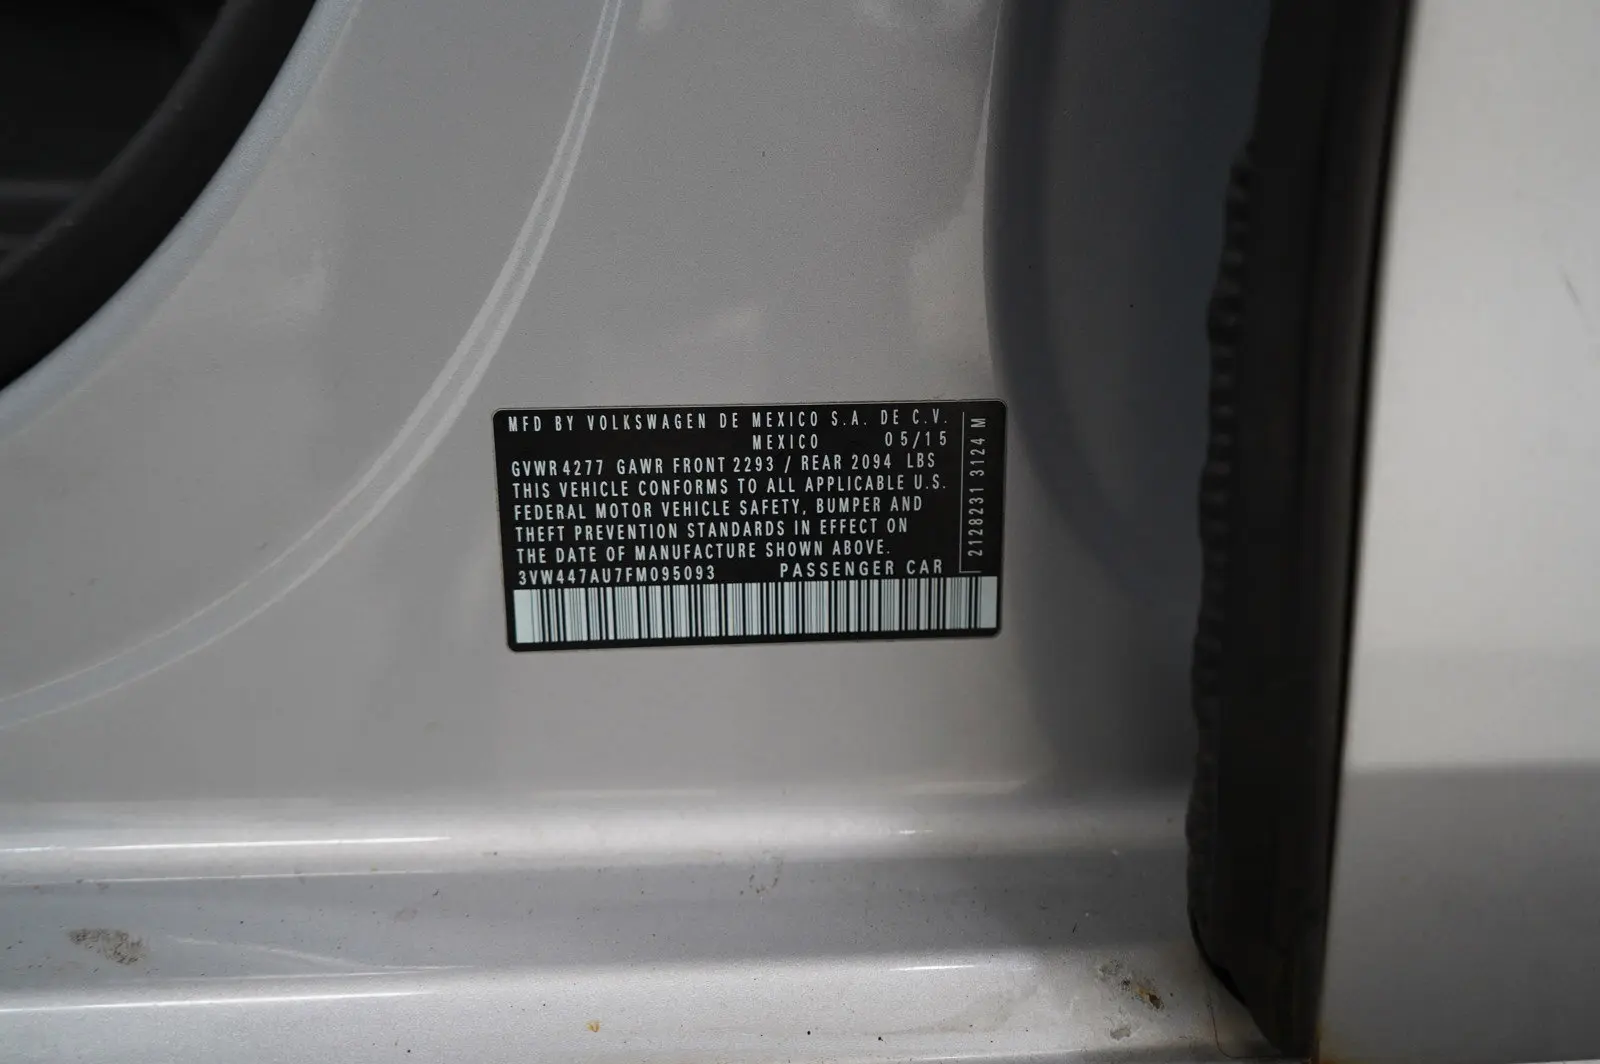 MFD BY VOLKSWAGEN DE MEXICO S.A. DE C.V.
MEXICO 05/15
GVWR 4277 GAWR FRONT 2293 / REAR 2094 LBS
THIS VEHICLE CONFORMS TO ALL APPLICABLE U.S.
FEDERAL MOTOR VEHICLE SAFETY, BUMPER AND
THEFT PREVENTION STANDARDS IN EFFECT ON
THE DATE OF MANUFACTURE SHOWN ABOVE.
3VW447AU7FM095093 PASSENGER CAR
2128231 3124 M